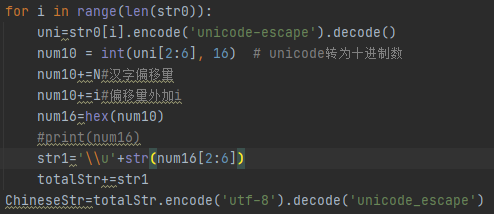 for i in range(len(str0)):
    uni=str0[i].encode('unicode-escape').decode()
    num10 = int(uni[2:6], 16)  # unicode转为十进制数
    num10+=N#汉字偏移量
    num10+=i#偏移量外加i
    num16=hex(num10)
    #print(num16)
    str1='\\u'+str(num16[2:6])
    totalStr+=str1
ChineseStr=totalStr.encode('utf-8').decode('unicode_escape')